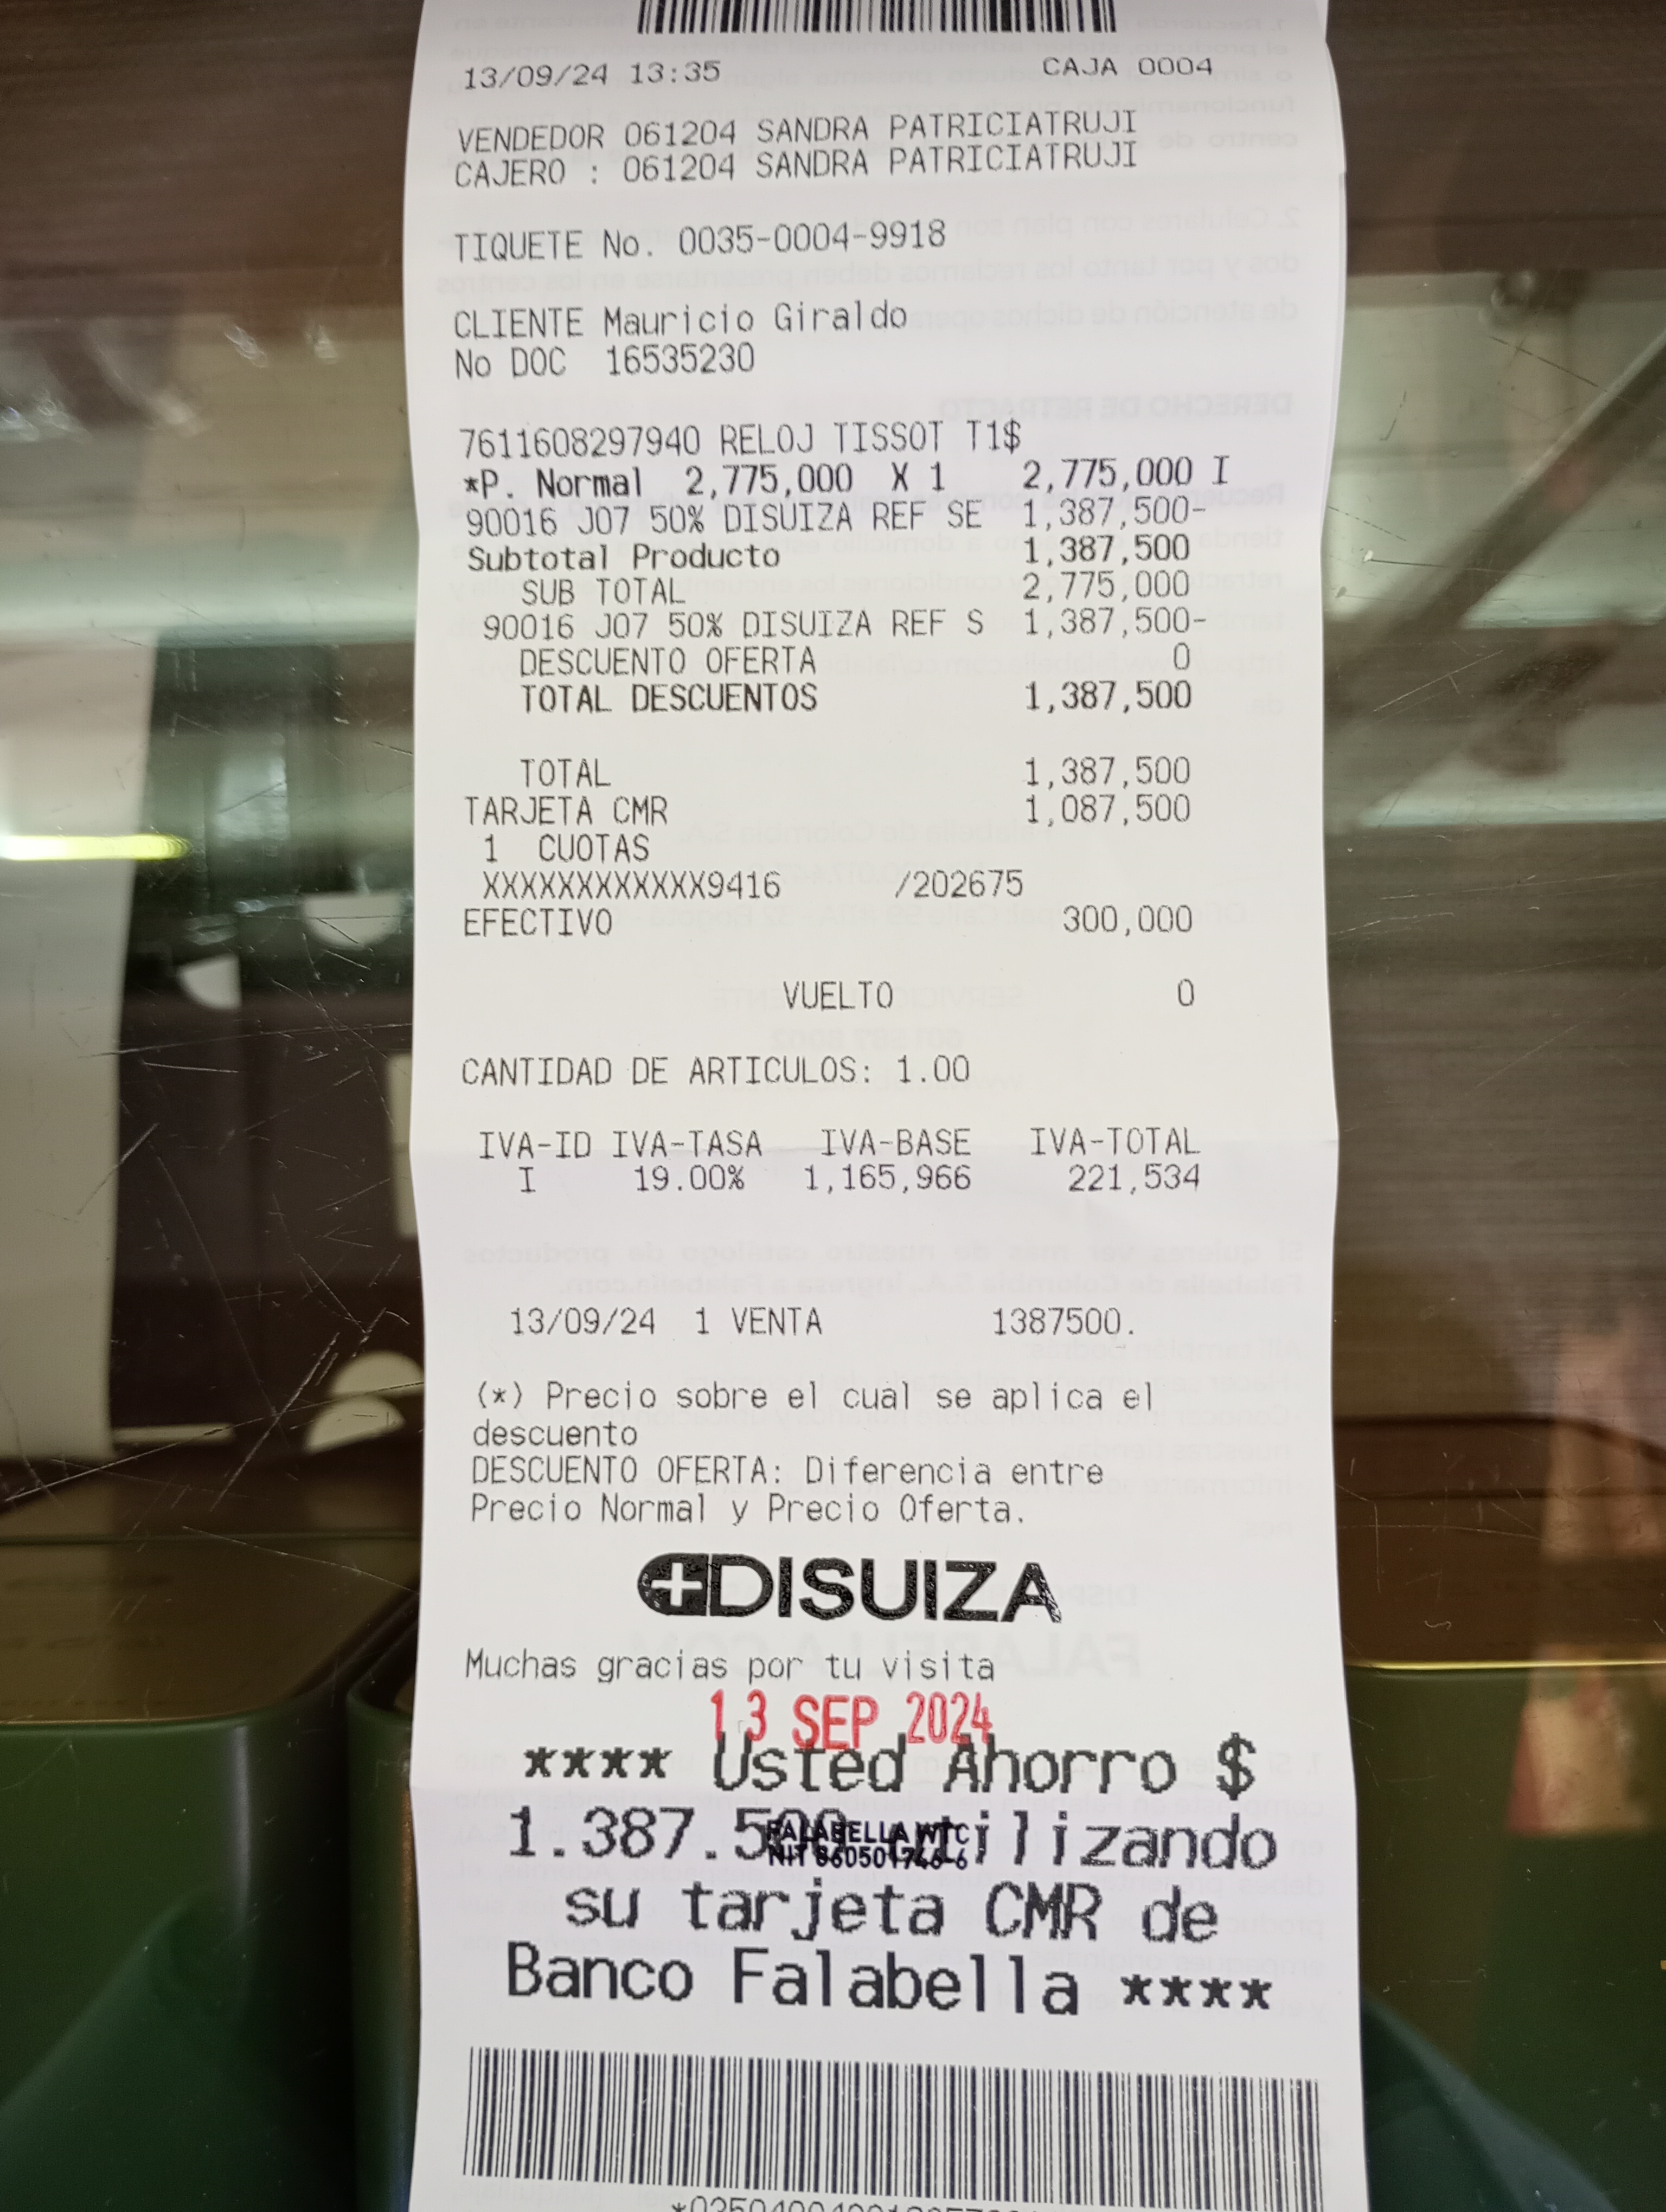 13/09/24 13:35 CAJA 0004
VENDEDOR 061204 SANDRA PATRICIATRUJI
CAJERO : 061204 SANDRA PATRICIATRUJI
TIQUETE No. 0035-0004-9918
CLIENTE Mauricio Giraldo
No DOC 16535230
7611608297940 RELOJ TISSOT T1$
*P. Normal 2,775,000 X 1 2,775,000 I
90016 J07 50% DISUIZA REF SE 1,387,500-
Subtotal Producto 1,387,500
SUB TOTAL 2,775,000
90016 J07 50% DISUIZA REF S 1,387,500-
DESCUENTO OFERTA 0
TOTAL DESCUENTOS 1,387,500
TOTAL 1,387,500
TARJETA CMR 1,087,500
1 CUOTAS
XXXXXXXXXXXX9416 /202675
EFECTIVO 300,000
VUELTO 0
CANTIDAD DE ARTICULOS: 1.00
IVA-ID IVA-TASA IVA-BASE IVA-TOTAL
I 19.00% 1,165,966 221,534
13/09/24 1 VENTA 1387500.
(*) Precio sobre el cual se aplica el
descuento
DESCUENTO OFERTA: Diferencia entre
Precio Normal y Precio Oferta.
DISUIZA
Muchas gracias por tu visita
13 SEP 2024
**** Usted Ahorro $
1.387.500 utilizando
FALABELLA WTC
su tarjeta CMR de
Banco Falabella ****